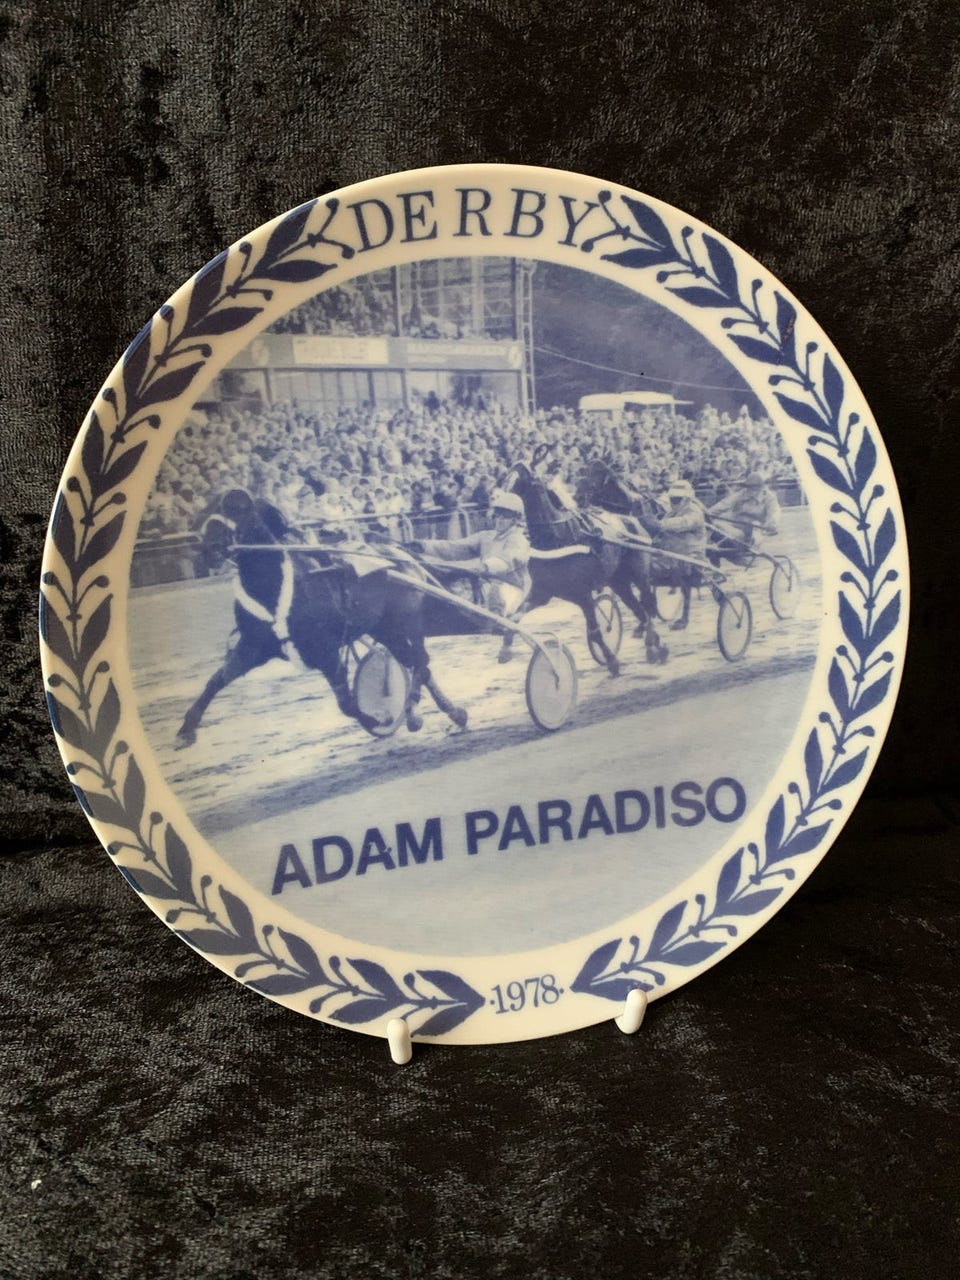 DERBY
ADAM PARADISO
·1978·